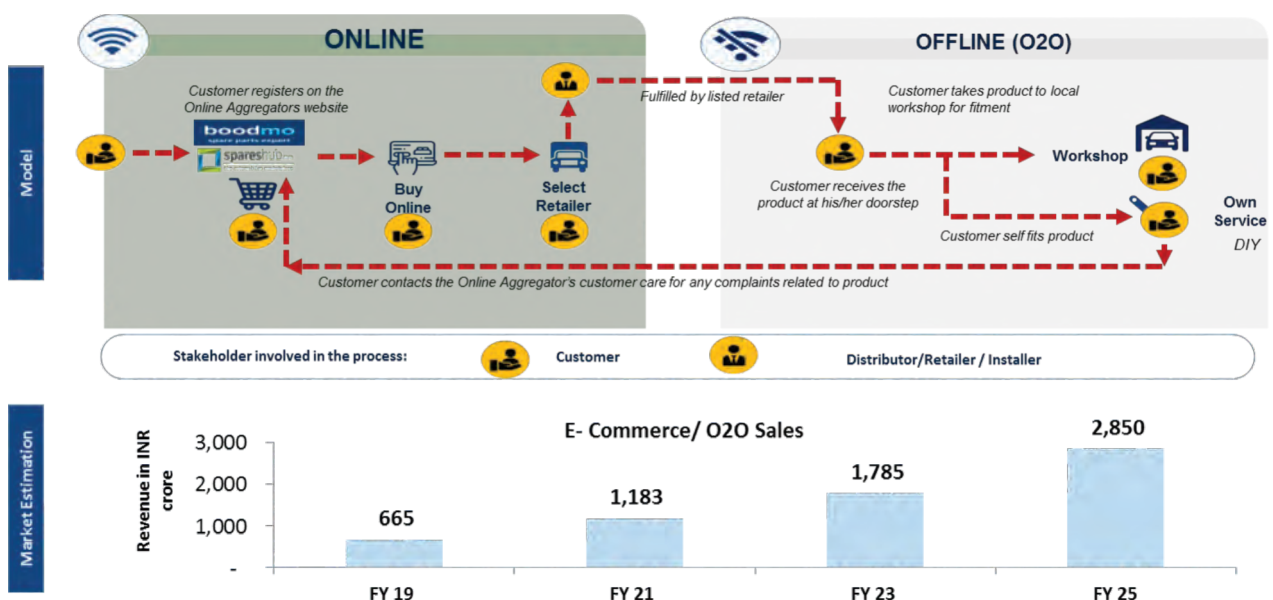 ONLINE
OFFLINE (O2O)
Model
Customer registers on the
Online Aggregators website
boodmo
spare parts expert
spareshub
Buy
Online
Select
Retailer
Fulfilled by listed retailer
Customer takes product to local
workshop for fitment
Workshop
Customer receives the
product at his/her doorstep
Own
Service
DIY
Customer self fits product
Customer contacts the Online Aggregator's customer care for any complaints related to product
Stakeholder involved in the process:
Customer
Distributor/Retailer / Installer
Market Estimation
E- Commerce/ O2O Sales
Revenue in INR
crore
3,000
2,000
1,000
-
665
1,183
1,785
2,850
FY 19
FY 21
FY 23
FY 25